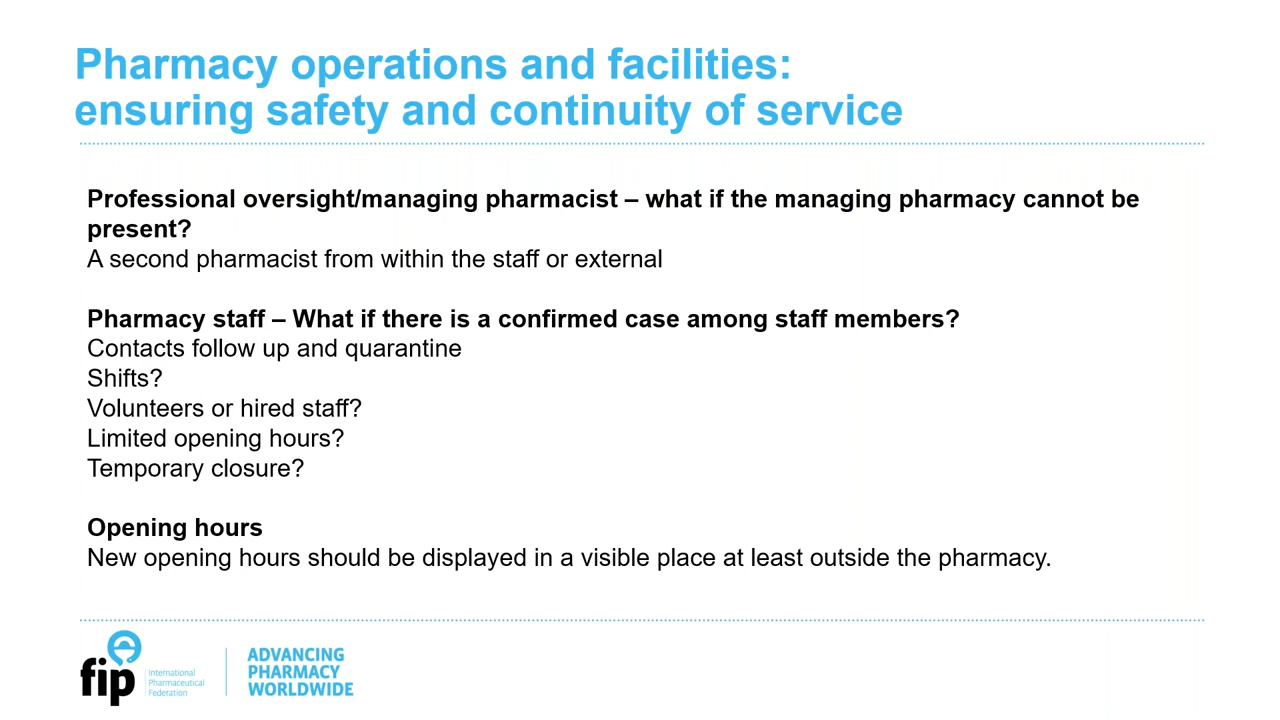 Pharmacy operations and facilities:
ensuring safety and continuity of service
Professional oversight/managing pharmacist – what if the managing pharmacy cannot be
present?
A second pharmacist from within the staff or external
Pharmacy staff – What if there is a confirmed case among staff members?
Contacts follow up and quarantine
Shifts?
Volunteers or hired staff?
Limited opening hours?
Temporary closure?
Opening hours
New opening hours should be displayed in a visible place at least outside the pharmacy.
fip
International
Pharmaceutical
Federation
ADVANCING
PHARMACY
WORLDWIDE